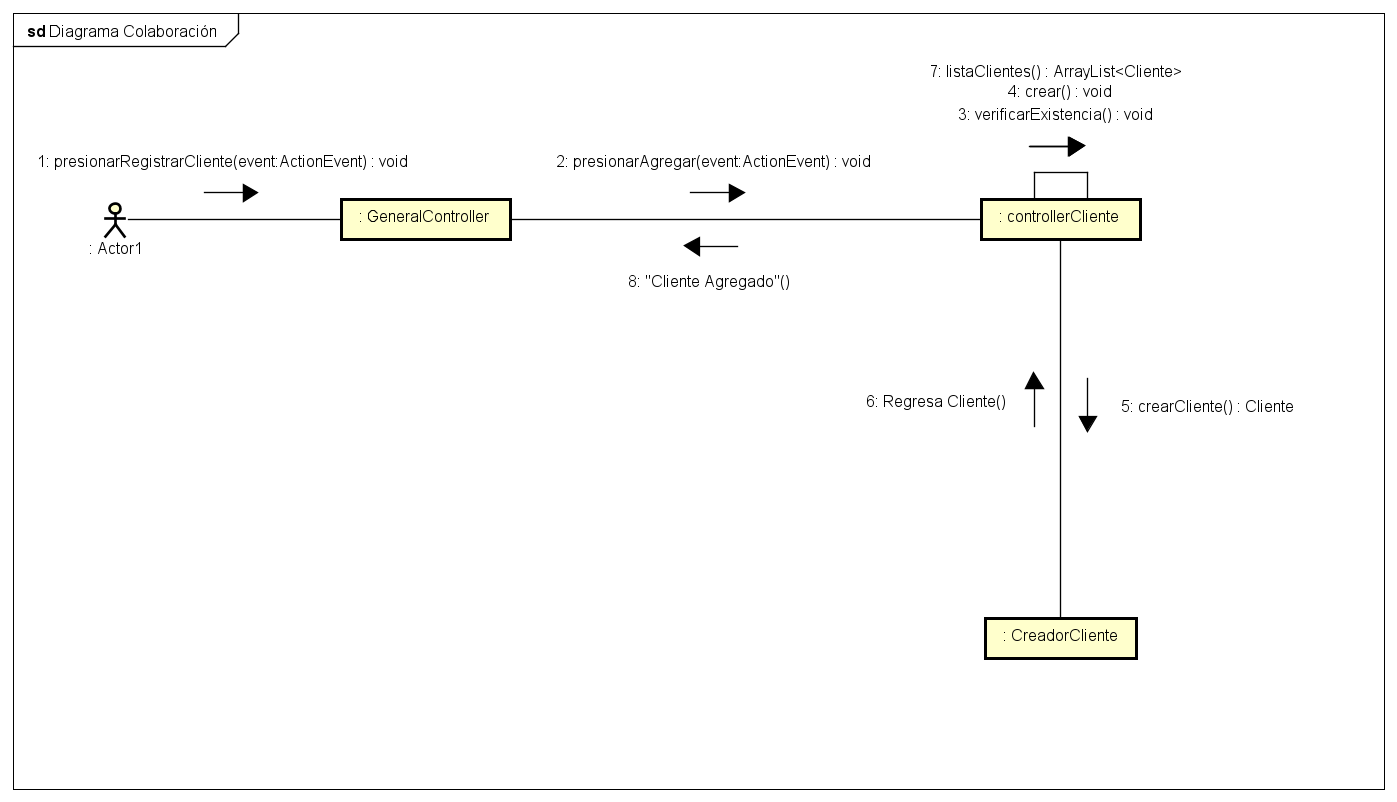 sd Diagrama Colaboración
7: listaClientes() : ArrayList<Cliente>
4: crear() : void
3: verificarExistencia() : void
1: presionarRegistrarCliente(event:ActionEvent) : void
2: presionarAgregar(event:ActionEvent) : void
: GeneralController
: controllerCliente
: Actor1
8: "Cliente Agregado"()
6: Regresa Cliente()
5: crearCliente() : Cliente
: CreadorCliente